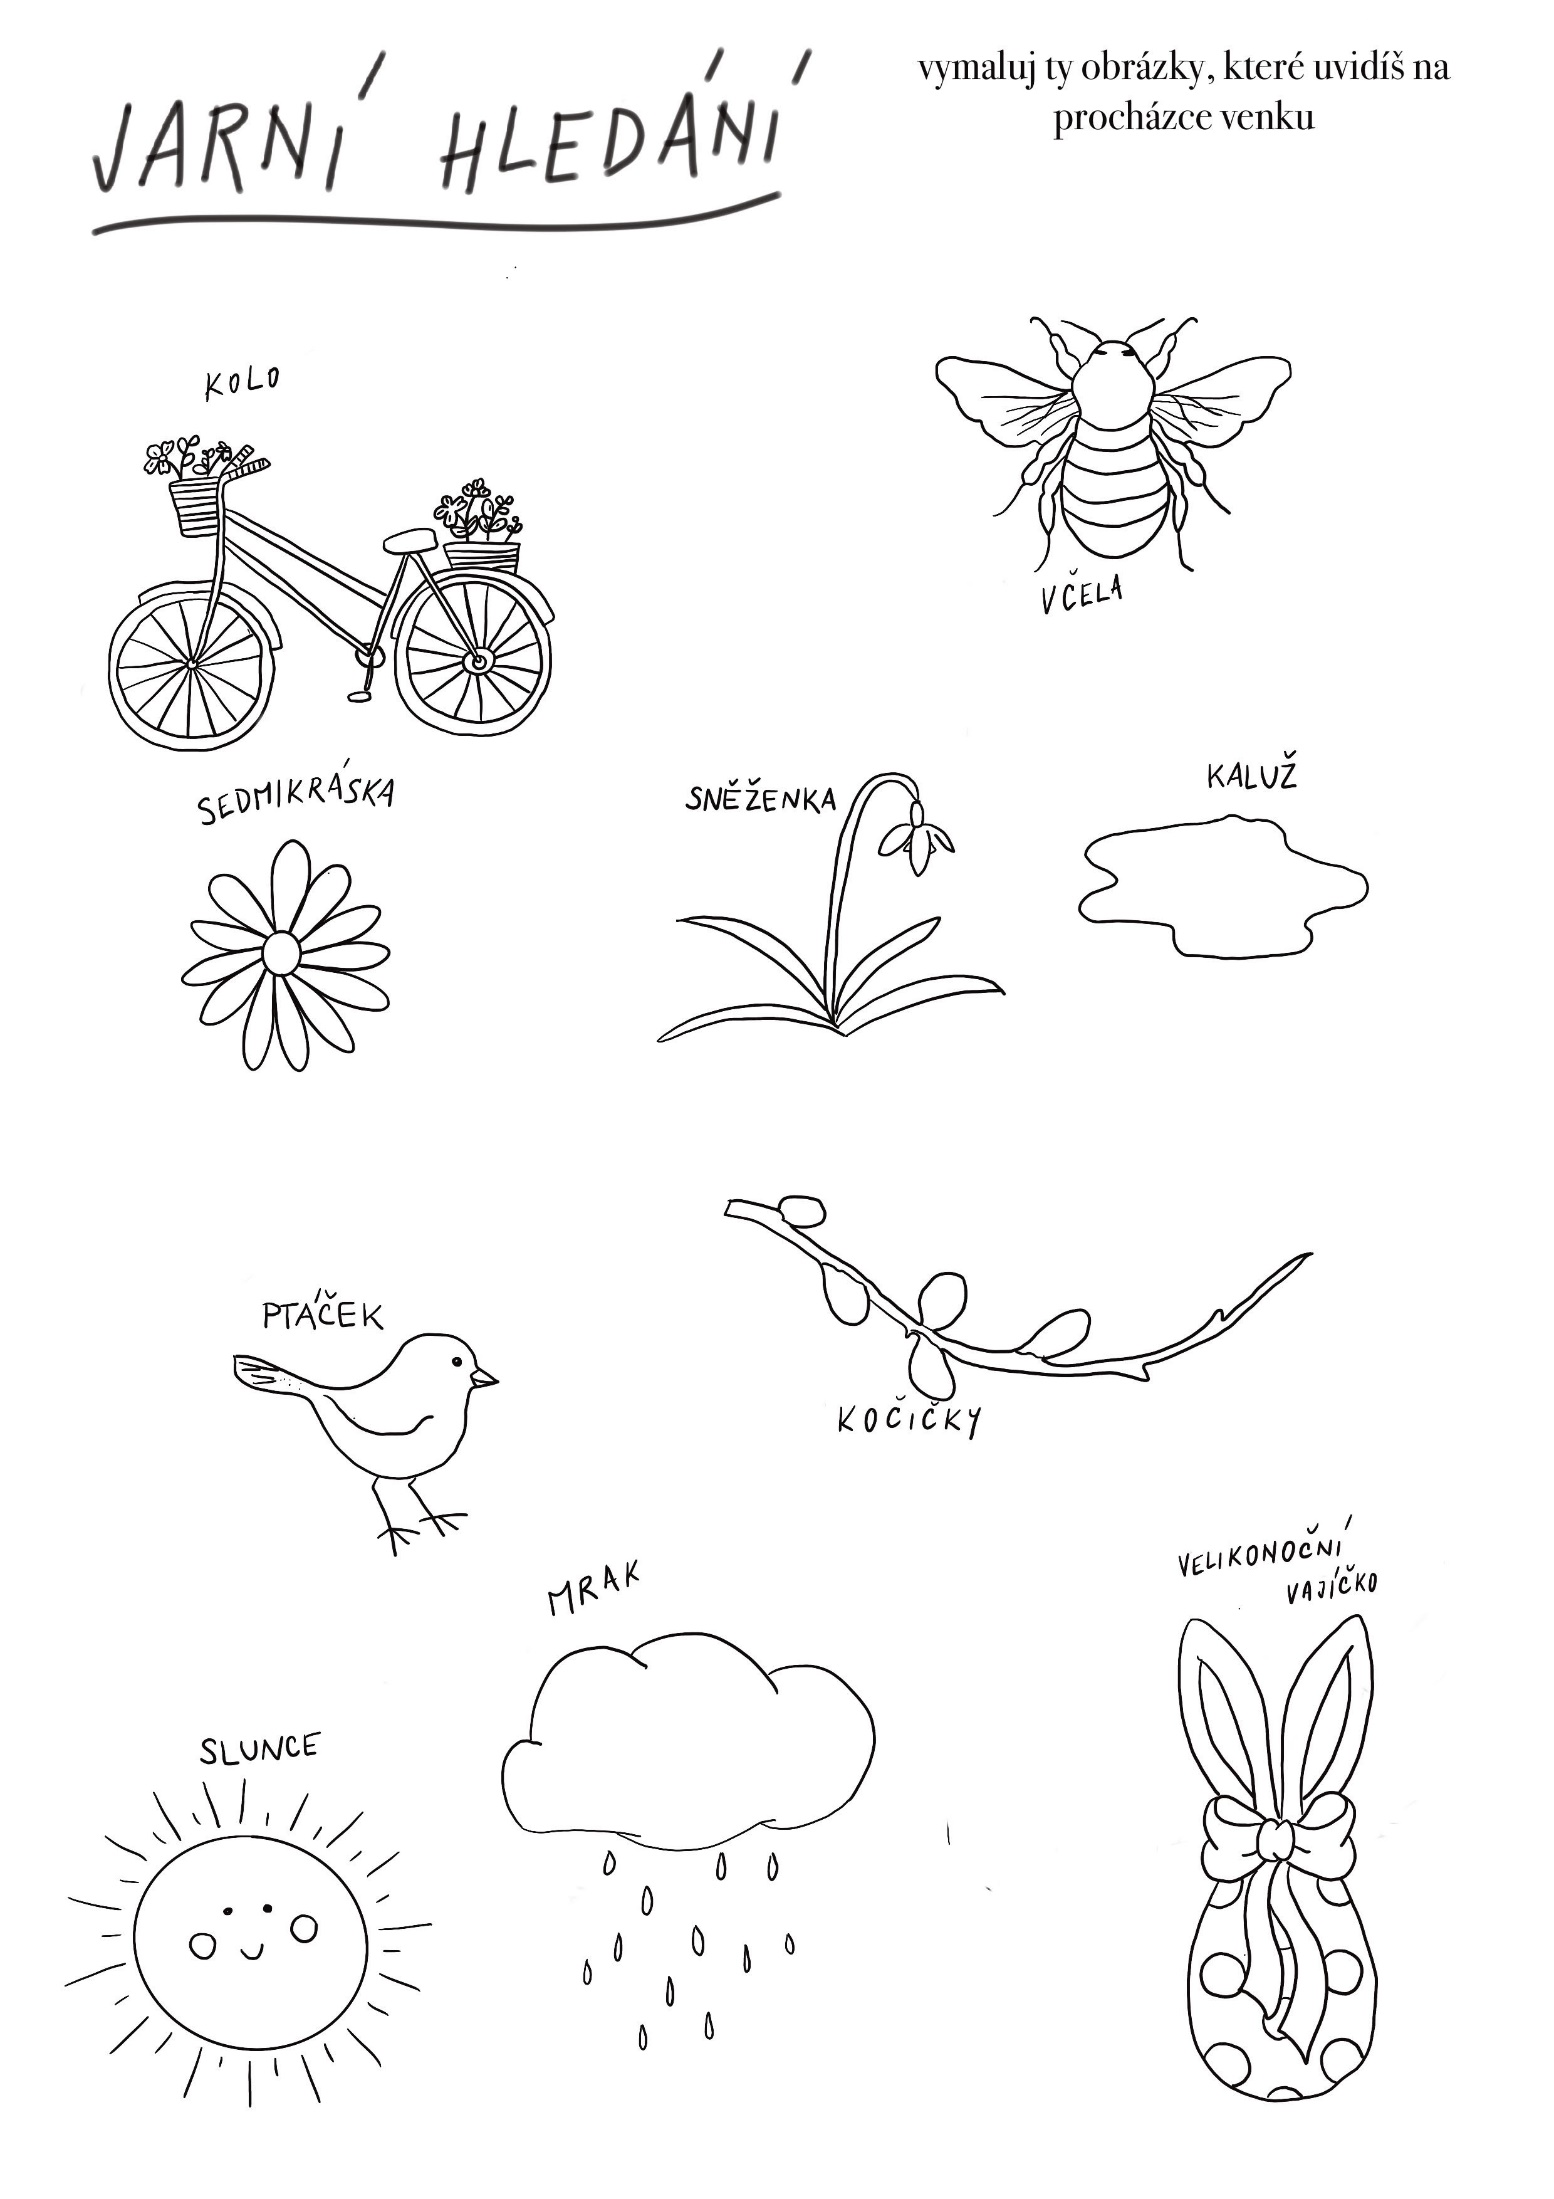 JARNÍ HLEDÁNÍ
vymaluj ty obrázky, které uvidíš na
procházce venku
KOLO
VČELA
SEDMIKRÁSKA
SNĚŽENKA
KALUŽ
PTÁČEK
KOČIČKY
MRAK
VELIKONOČNÍ
VAJÍČKO
SLUNCE